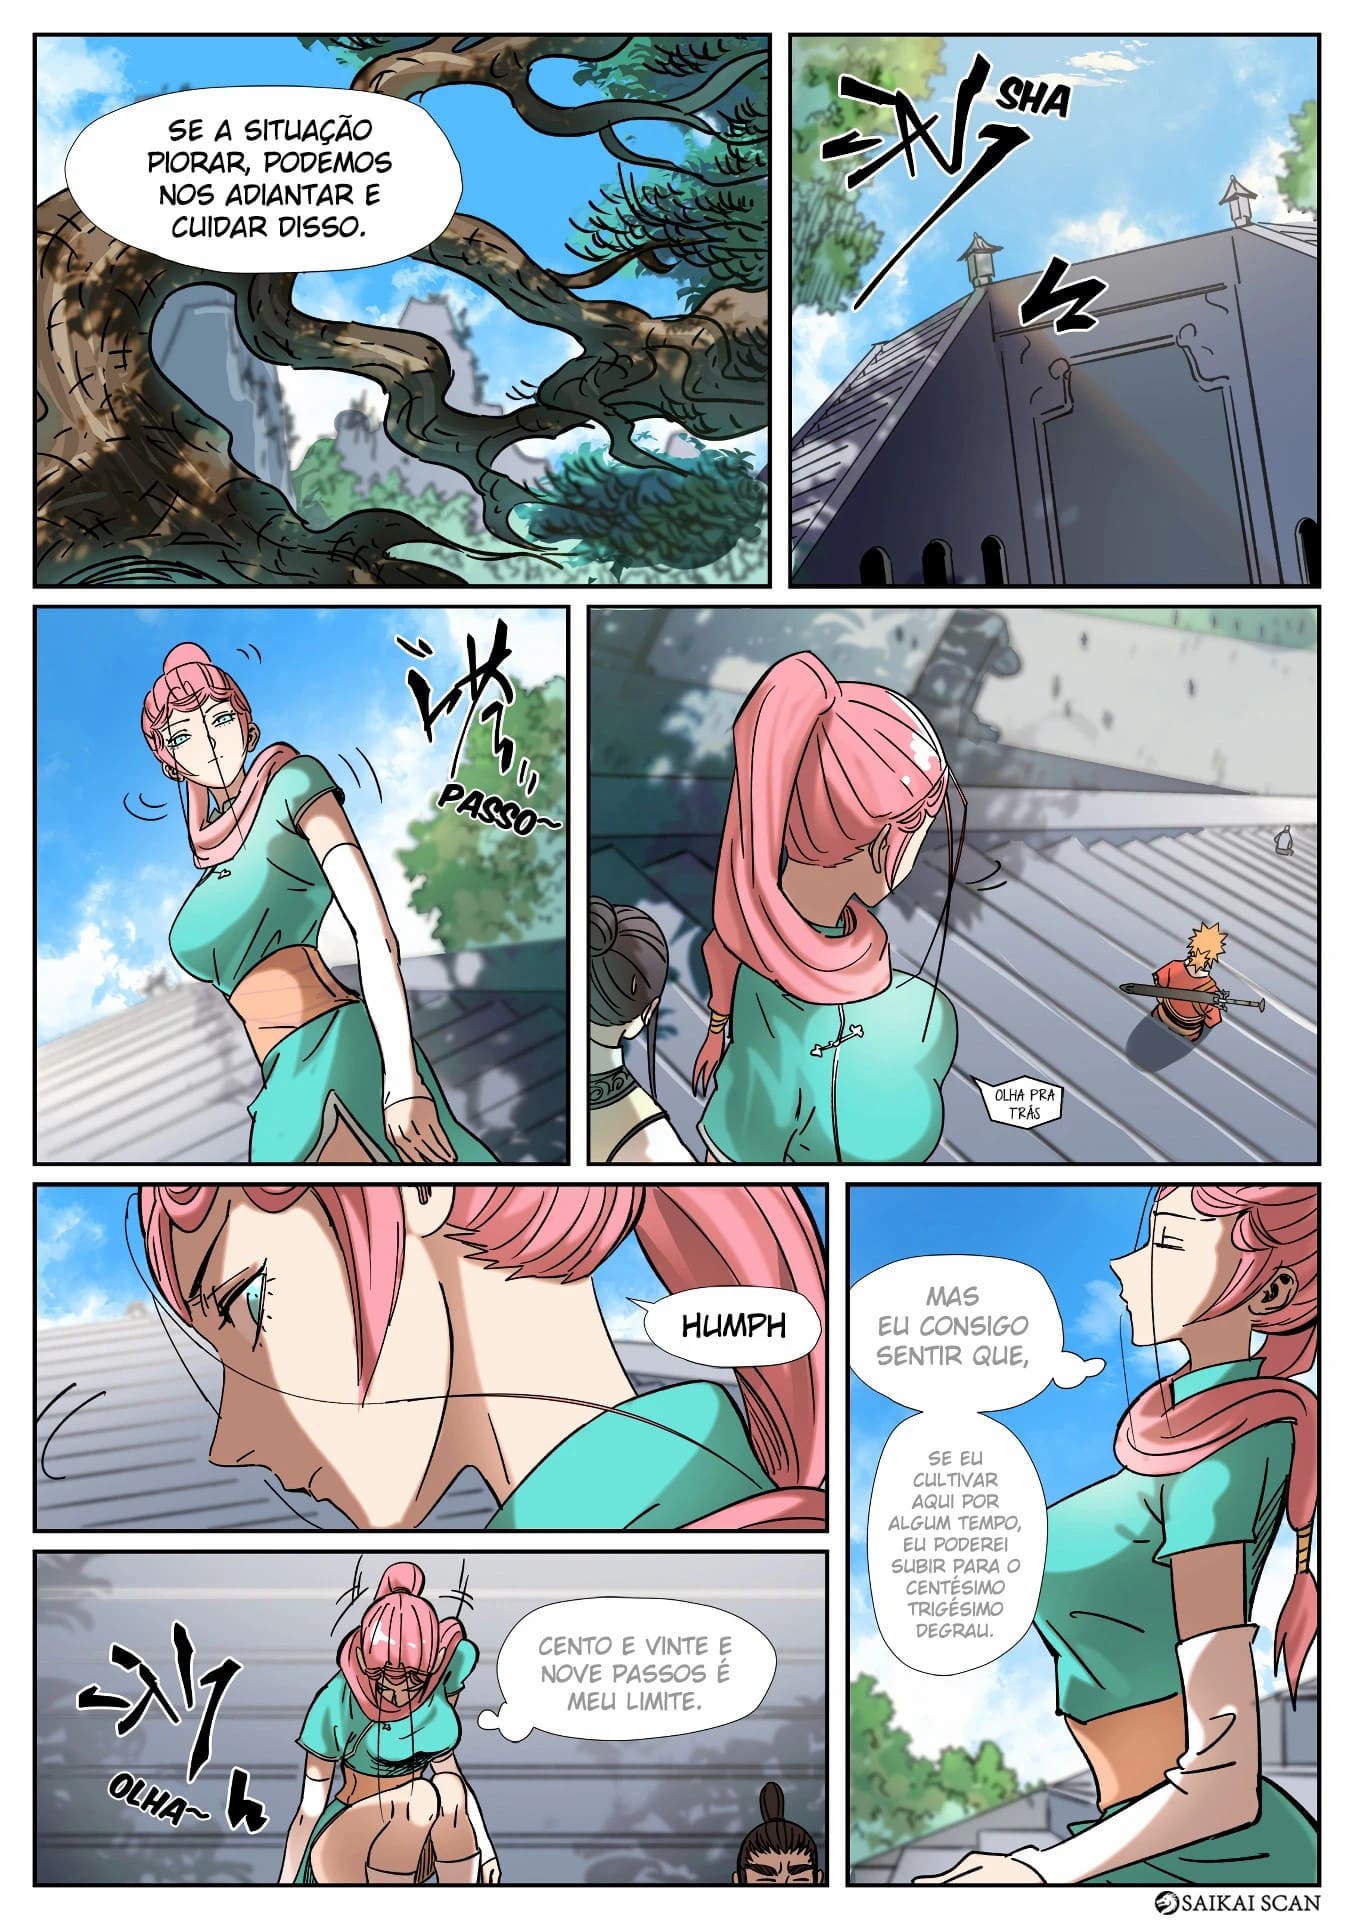 SE A SITUAÇÃO
PIORAR, PODEMOS
NOS ADIANTAR E
CUIDAR DISSO.
SHA
PASSO~
OLHA PRA
TRÁS
HUMPH
MAS
EU CONSIGO
SENTIR QUE,
SE EU
CULTIVAR
AQUI POR
ALGUM TEMPO,
EU PODEREI
SUBIR PARA O
CENTÉSIMO
TRIGÉSIMO
DEGRAU.
CENTO E VINTE E
NOVE PASSOS É
MEU LIMITE.
OLHA~
SAIKAI SCAN